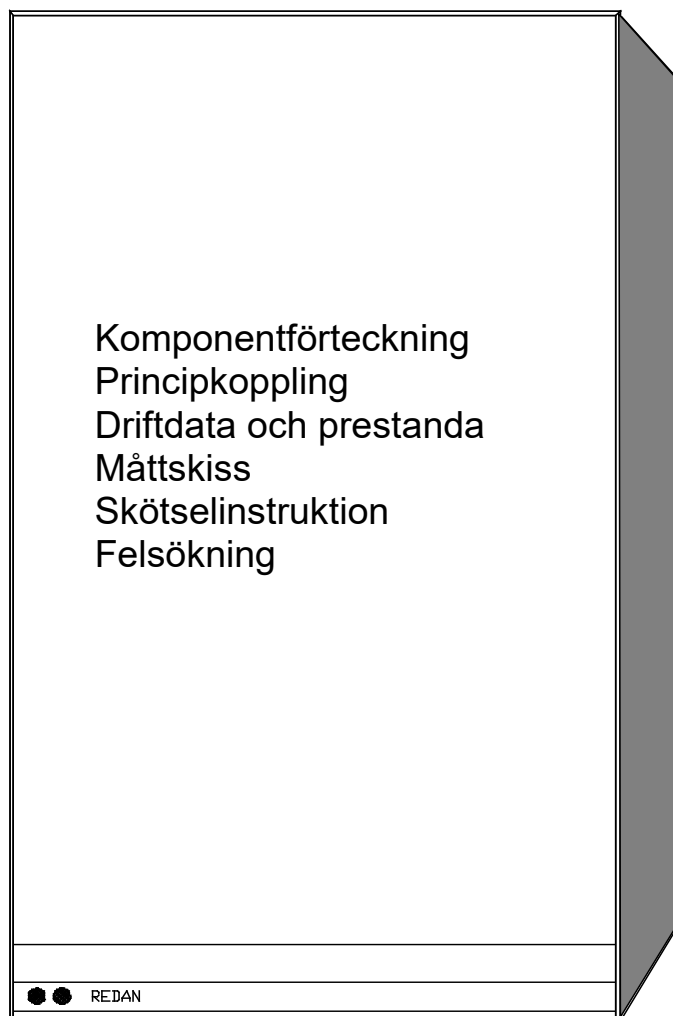 Komponentförteckning
Principkoppling
Driftdata och prestanda
Måttskiss
Skötselinstruktion
Felsökning
REDAN